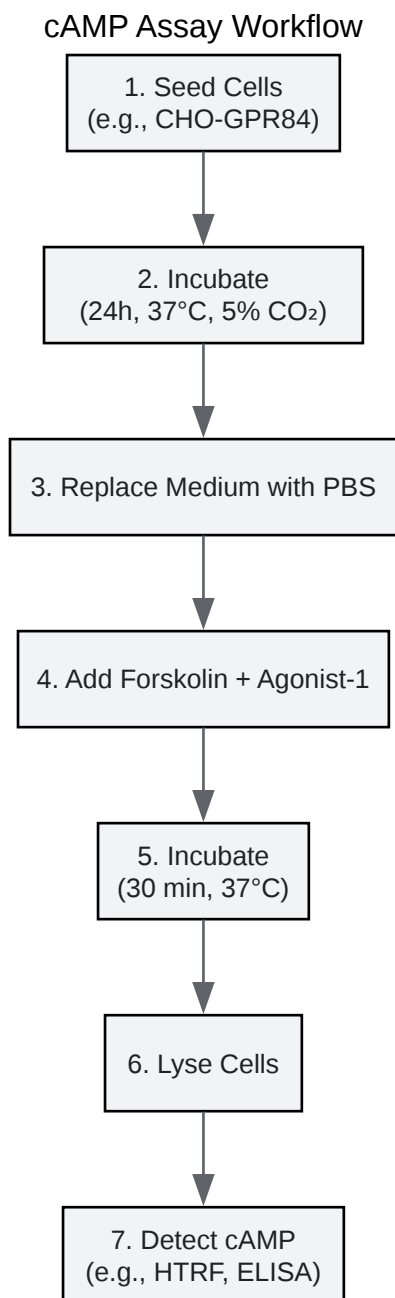 cAMP Assay Workflow
1. Seed Cells
(e.g., CHO-GPR84)
2. Incubate
(24h, 37°C, 5% CO₂)
3. Replace Medium with PBS
4. Add Forskolin + Agonist-1
5. Incubate
(30 min, 37°C)
6. Lyse Cells
7. Detect cAMP
(e.g., HTRF, ELISA)